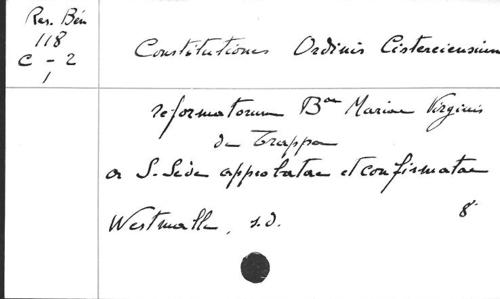 Res. Bén
118
C - 2
1
Constitutiones Ordinis Cisterciensium
reformatorum Bae Mariae Virginis
de Trappa
a S. Sede approbatae et confirmatae
Westmalle, s.d. 8°